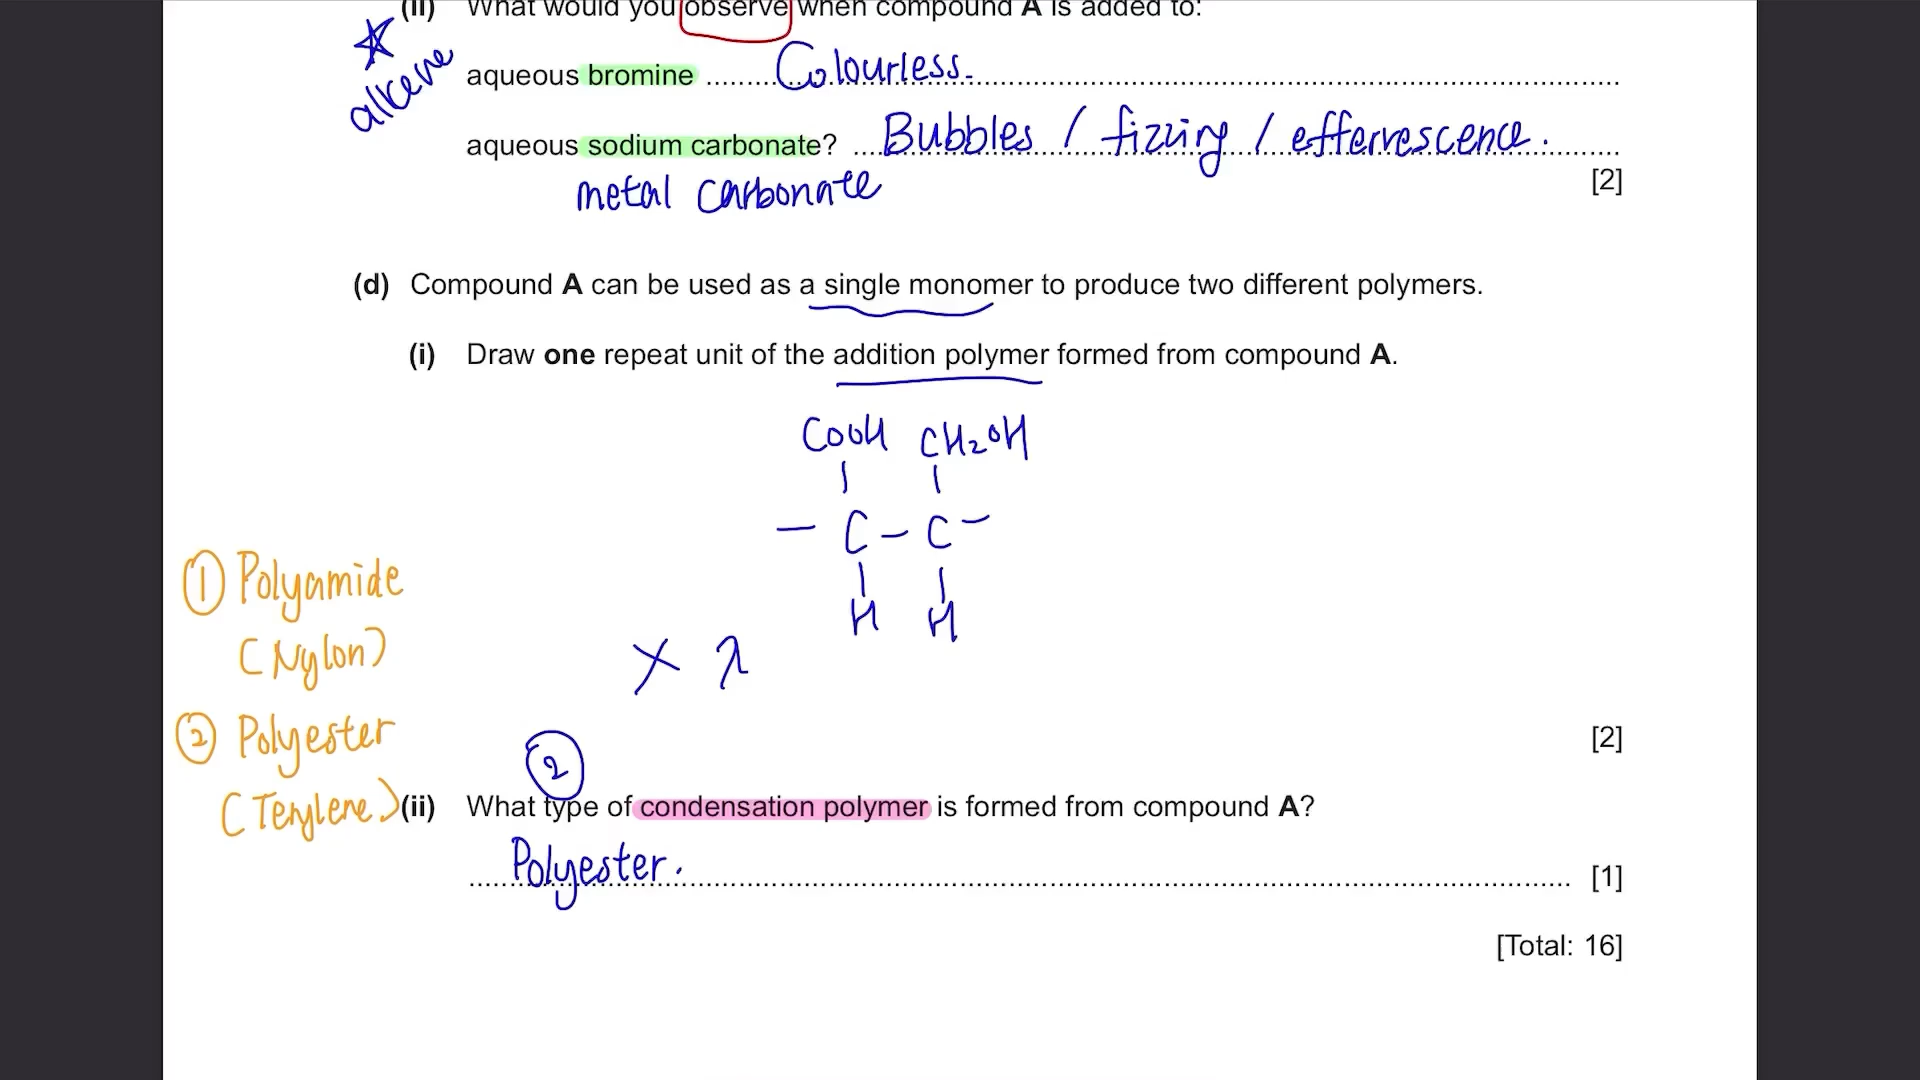 (ii) What would you observe when compound A is added to:
alkene
aqueous bromine ........ Colourless.
aqueous sodium carbonate? .... Bubbles / fizzing / effervescence.
metal carbonate
[2]
(d) Compound A can be used as a single monomer to produce two different polymers.
(i) Draw one repeat unit of the addition polymer formed from compound A.
COOH CH₂OH
— C – C –
H H
① Polyamide
(Nylon)
② Polyester
(Terylene)
[2]
2
(ii) What type of condensation polymer is formed from compound A?
Polyester. [1]
[Total: 16]